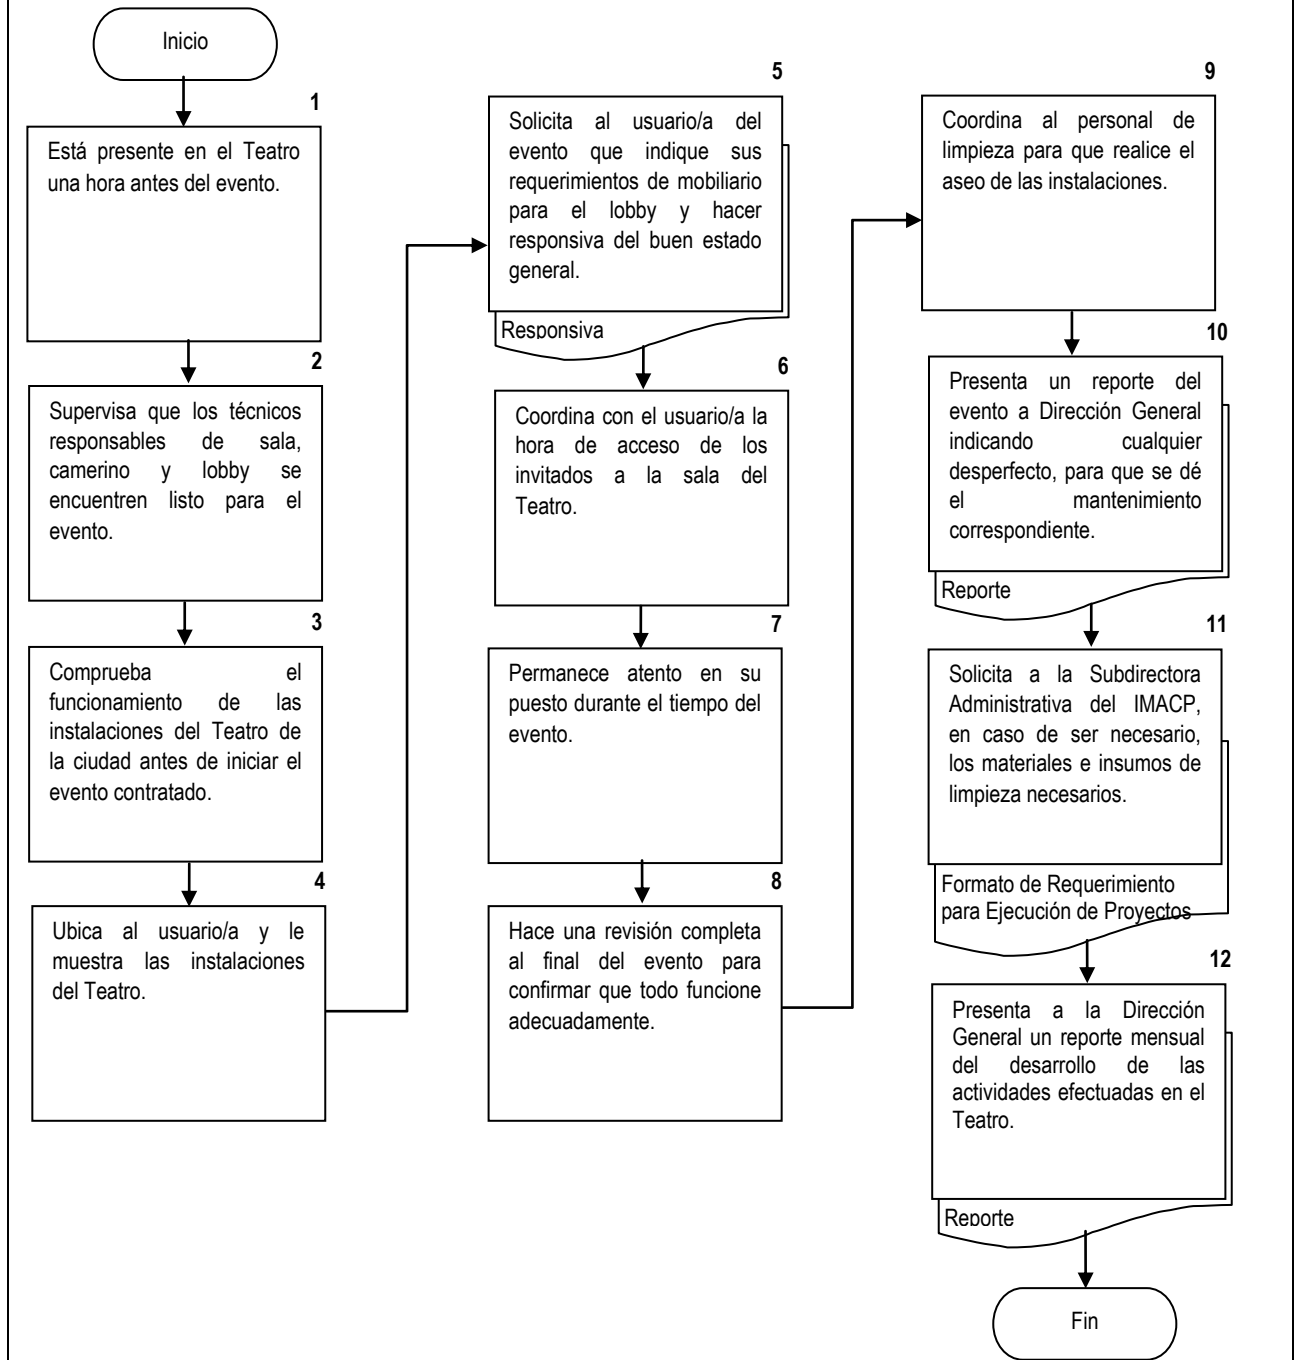 Inicio
1
Está presente en el Teatro
una hora antes del evento.
2
Supervisa que los técnicos
responsables de sala,
camerino y lobby se
encuentren listo para el
evento.
3
Comprueba el
funcionamiento de las
instalaciones del Teatro de
la ciudad antes de iniciar el
evento contratado.
4
Ubica al usuario/a y le
muestra las instalaciones
del Teatro.
5
Solicita al usuario/a del
evento que indique sus
requerimientos de mobiliario
para el lobby y hacer
responsiva del buen estado
general.
Responsiva
6
Coordina con el usuario/a la
hora de acceso de los
invitados a la sala del
Teatro.
7
Permanece atento en su
puesto durante el tiempo del
evento.
8
Hace una revisión completa
al final del evento para
confirmar que todo funcione
adecuadamente.
9
Coordina al personal de
limpieza para que realice el
aseo de las instalaciones.
10
Presenta un reporte del
evento a Dirección General
indicando cualquier
desperfecto, para que se dé
el mantenimiento
correspondiente.
Reporte
11
Solicita a la Subdirectora
Administrativa del IMACP,
en caso de ser necesario,
los materiales e insumos de
limpieza necesarios.
Formato de Requerimiento
para Ejecución de Proyectos
12
Presenta a la Dirección
General un reporte mensual
del desarrollo de las
actividades efectuadas en el
Teatro.
Reporte
Fin